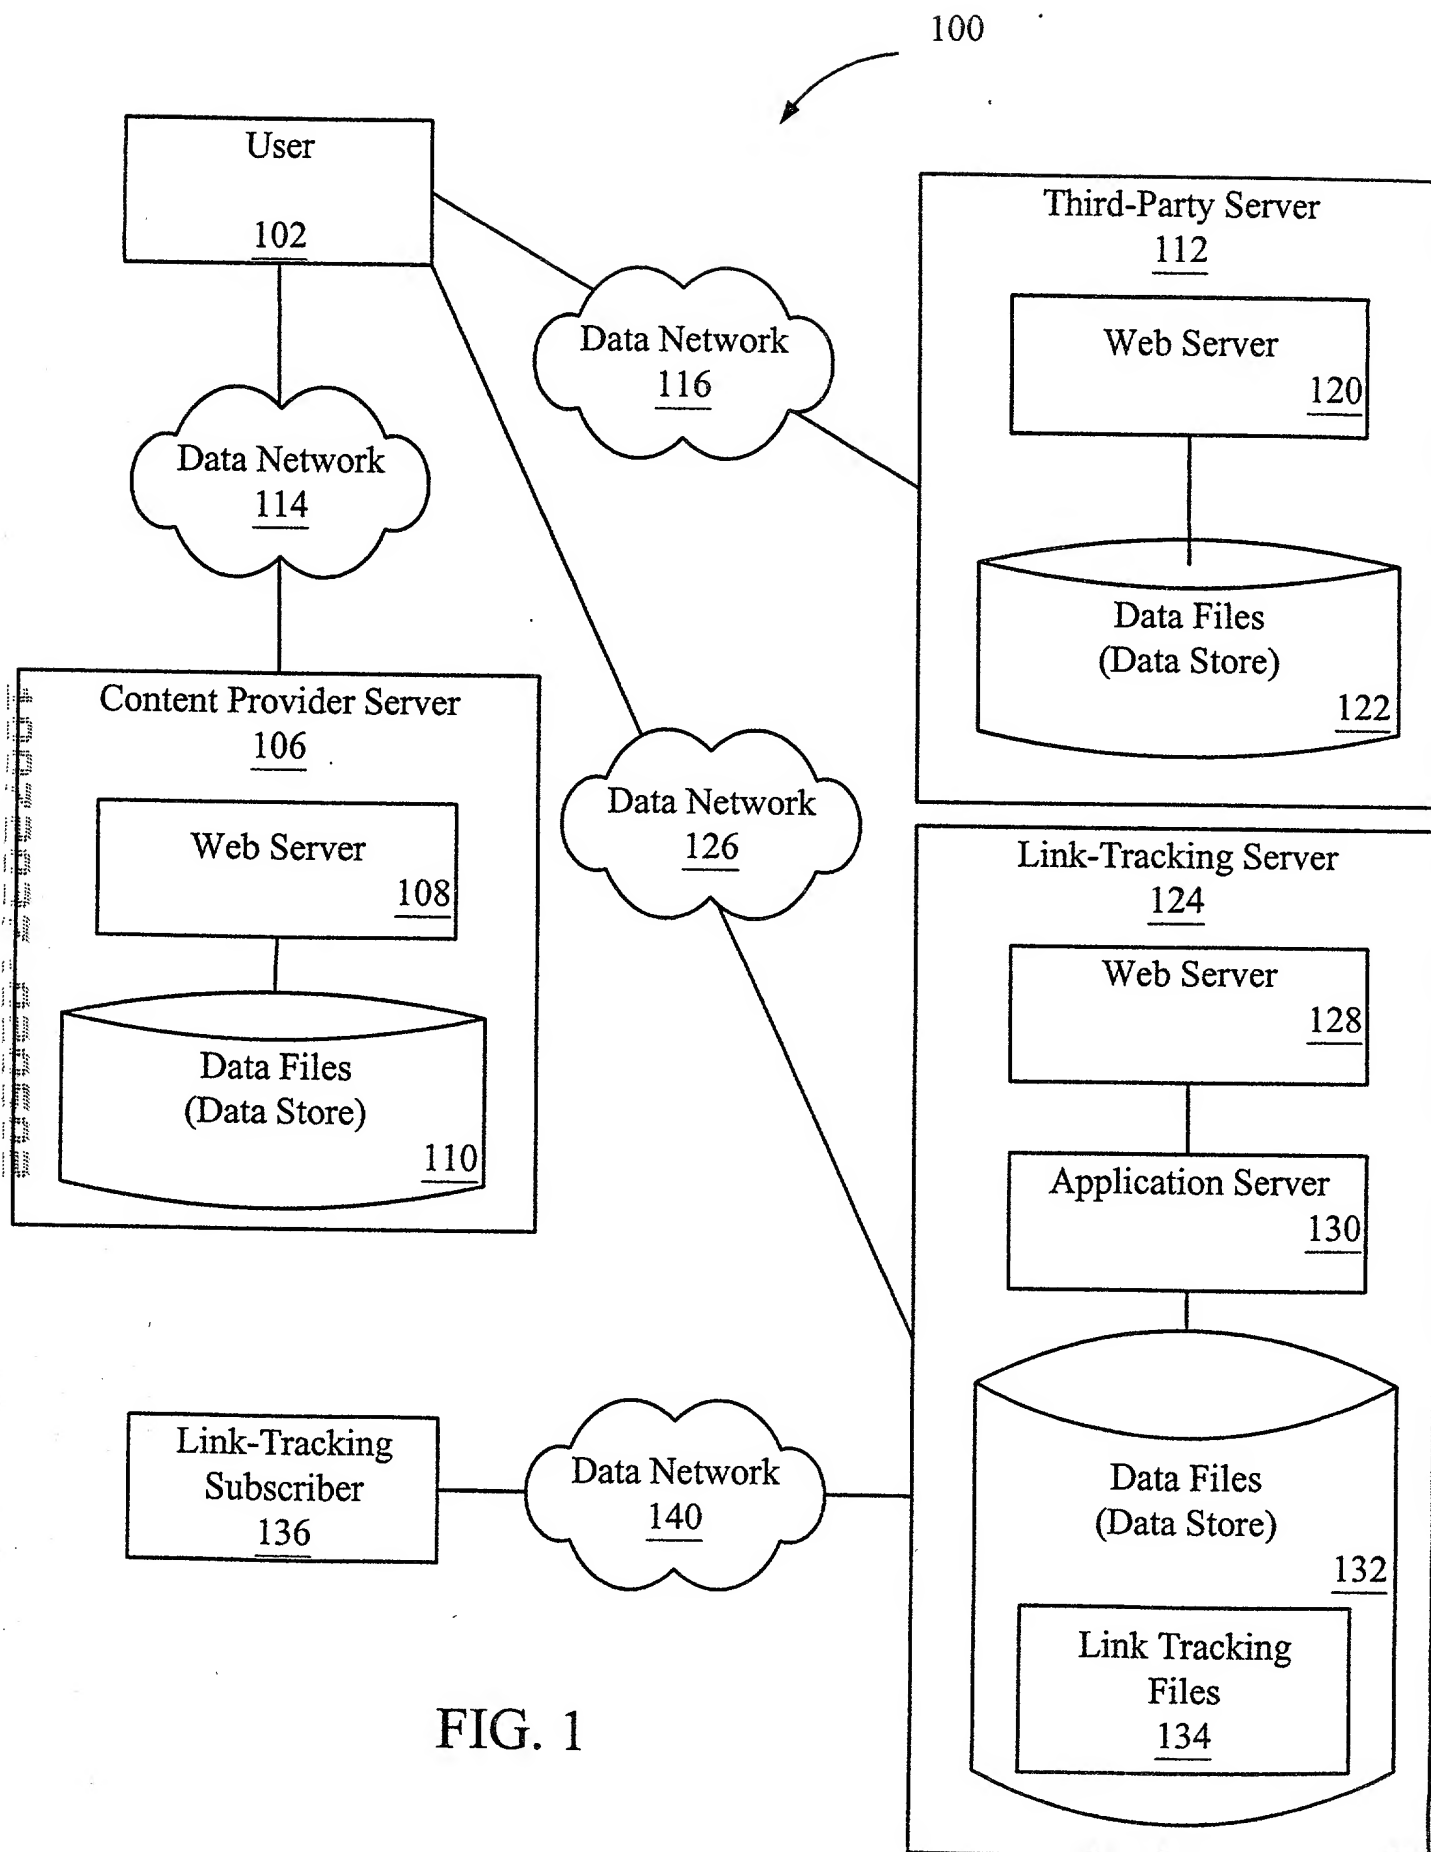 100
User
102
Third-Party Server
112
Web Server
120
Data Network
116
Data Network
114
Data Files
(Data Store)
122
Content Provider Server
106
Web Server
108
Data Files
(Data Store)
110
Data Network
126
Link-Tracking Server
124
Web Server
128
Application Server
130
Data Files
(Data Store)
132
Link Tracking
Files
134
Link-Tracking
Subscriber
136
Data Network
140
FIG. 1